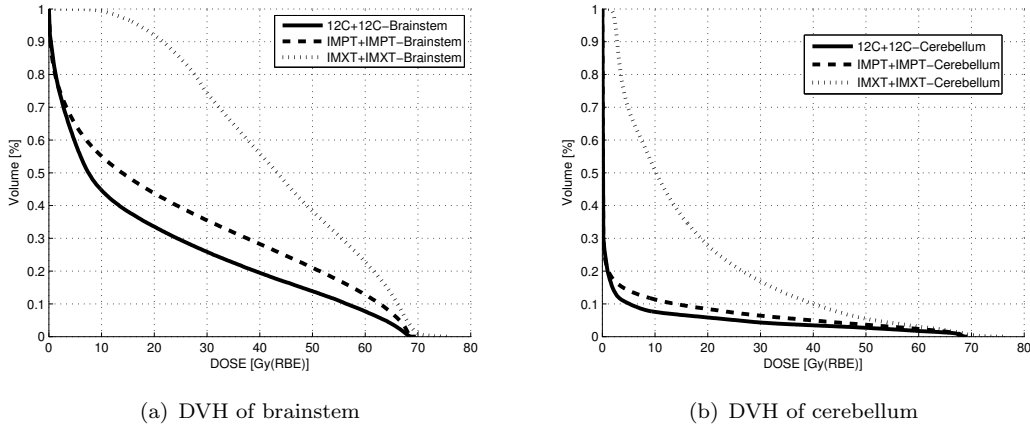 1
0.9
0.8
0.7
0.6
0.5
0.4
0.3
0.2
0.1
0
Volume [%]
0 10 20 30 40 50 60 70 80
DOSE [Gy(RBE)]
12C+12C−Brainstem
IMPT+IMPT−Brainstem
IMXT+IMXT−Brainstem
(a) DVH of brainstem
1
0.9
0.8
0.7
0.6
0.5
0.4
0.3
0.2
0.1
0
Volume [%]
0 10 20 30 40 50 60 70 80
DOSE [Gy(RBE)]
12C+12C−Cerebellum
IMPT+IMPT−Cerebellum
IMXT+IMXT−Cerebellum
(b) DVH of cerebellum